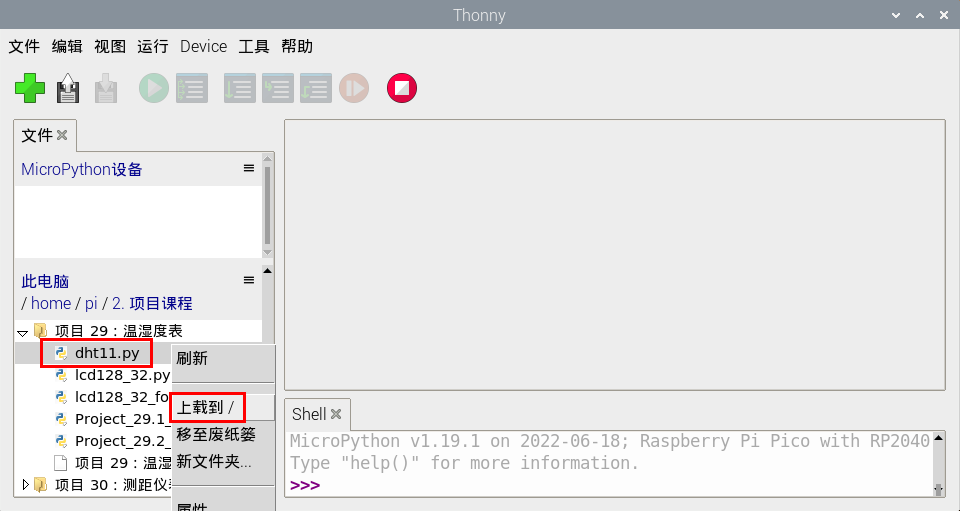 Thonny
文件 编辑 视图 运行 Device 工具 帮助
文件
MicroPython设备
此电脑
/ home / pi / 2. 项目课程
项目 29：温湿度表
dht11.py
lcd128_32.py
lcd128_32_fo
Project_29.1_
Project_29.2_
项目 29：温湿
项目 30：测距仪
刷新
上载到 /
移至废纸篓
新文件夹...
属性
Shell
MicroPython v1.19.1 on 2022-06-18; Raspberry Pi Pico with RP2040
Type "help()" for more information.
>>>